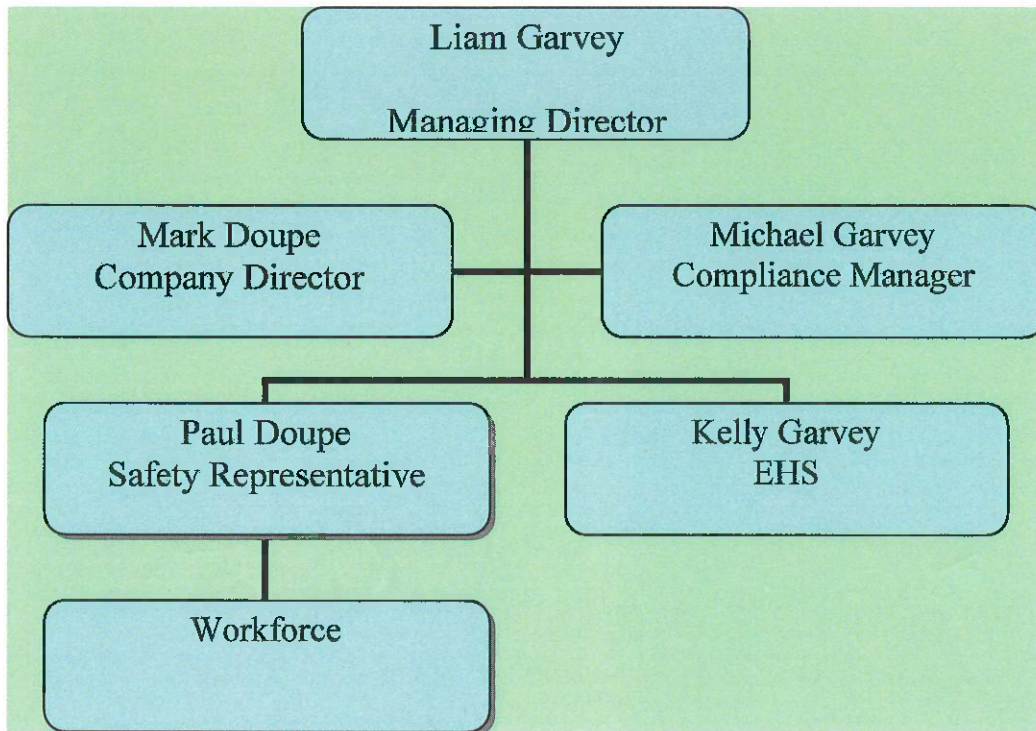 Liam Garvey
Managing Director
Mark Doupe
Company Director
Michael Garvey
Compliance Manager
Paul Doupe
Safety Representative
Kelly Garvey
EHS
Workforce